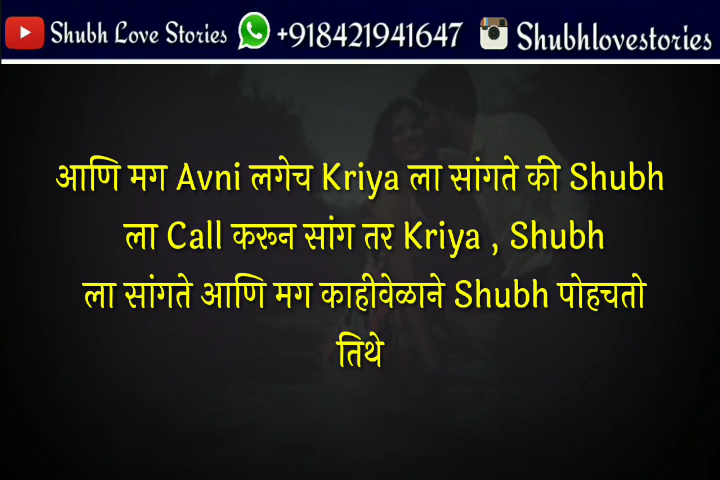 Shubh Love Stories +918421941647 Shubhlovestories
आणि मग Avni लगेच Kriya ला सांगते की Shubh
ला Call करून सांग तर Kriya , Shubh
ला सांगते आणि मग काहीवेळाने Shubh पोहचतो
तिथे